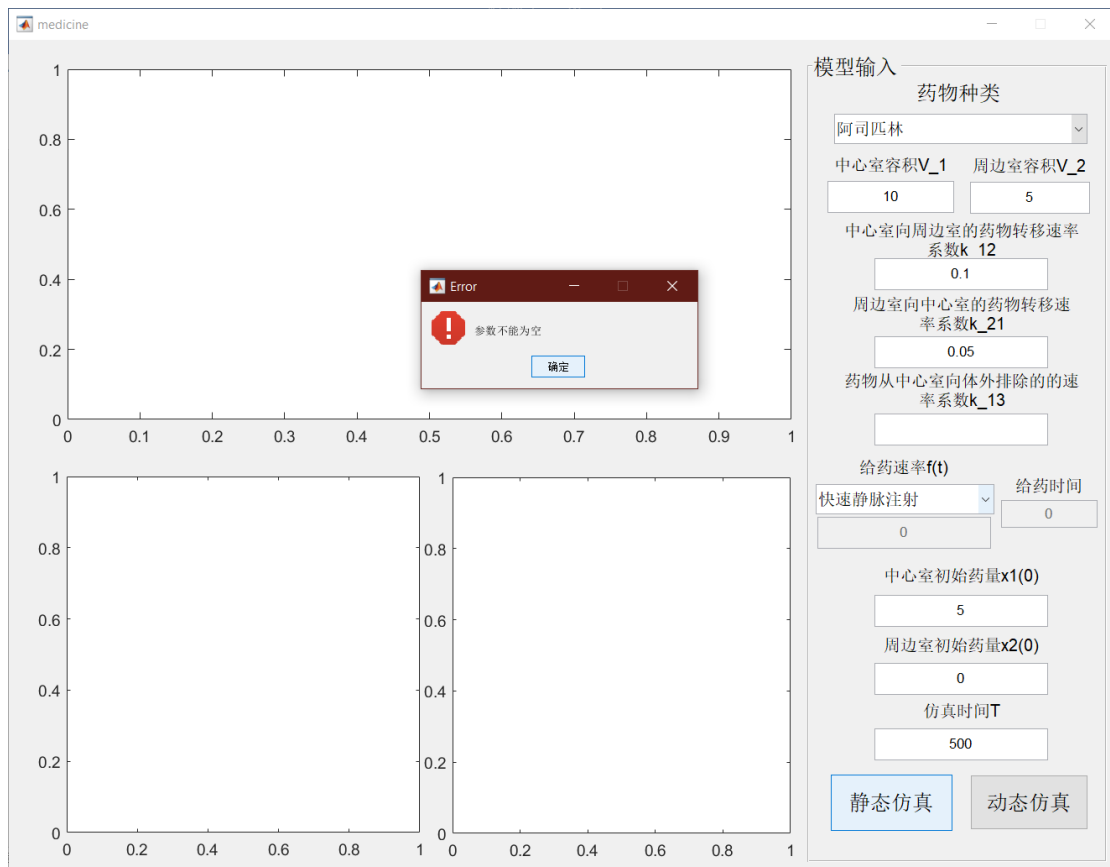 medicine
模型输入
药物种类
阿司匹林
中心室容积V_1 周边室容积V_2
10 5
中心室向周边室的药物转移速率
系数k_12
0.1
周边室向中心室的药物转移速
率系数k_21
0.05
药物从中心室向体外排除的的速
率系数k_13
给药速率f(t)
给药时间
快速静脉注射
0
0
中心室初始药量x1(0)
5
周边室初始药量x2(0)
0
仿真时间T
500
静态仿真 动态仿真
Error
参数不能为空
确定
1
0.8
0.6
0.4
0.2
0
0 0.1 0.2 0.3 0.4 0.5 0.6 0.7 0.8 0.9 1
1
0.8
0.6
0.4
0.2
0
0 0.2 0.4 0.6 0.8 1
1
0.8
0.6
0.4
0.2
0
0 0.2 0.4 0.6 0.8 1